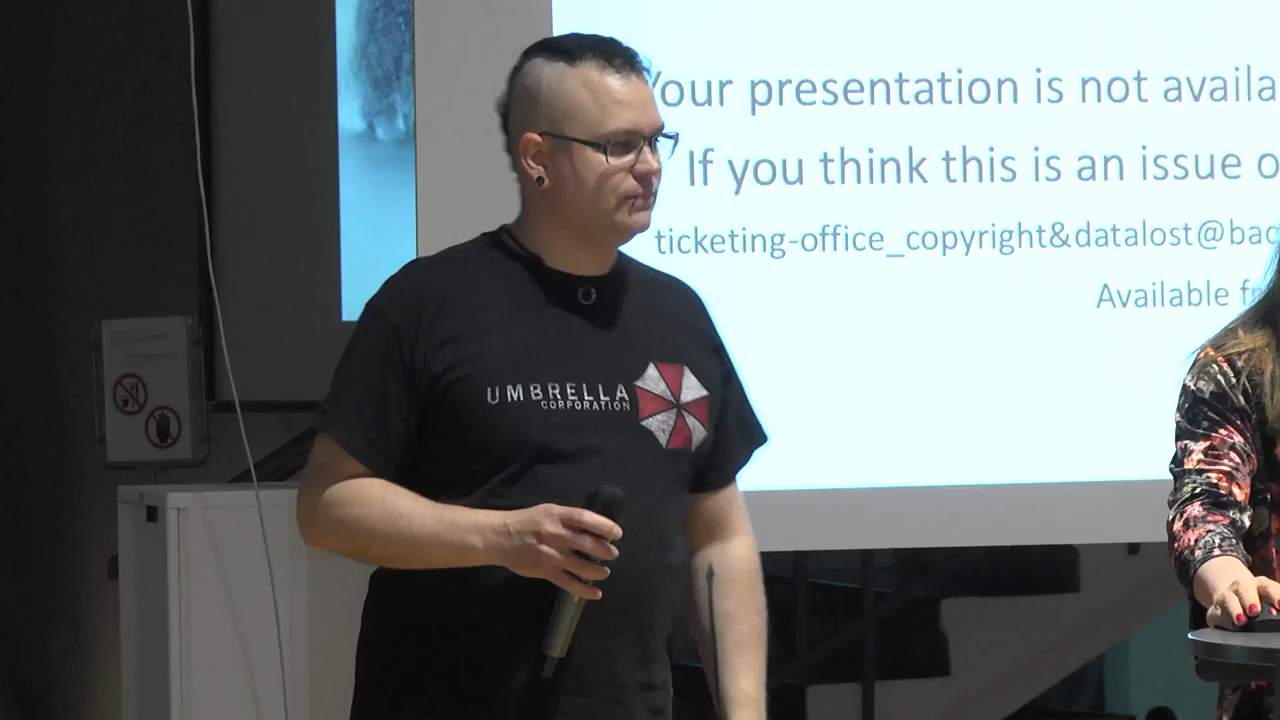 Your presentation is not availa
If you think this is an issue o
ticketing-office_copyright&datalost@bac
Available fr
UMBRELLA
CORPORATION